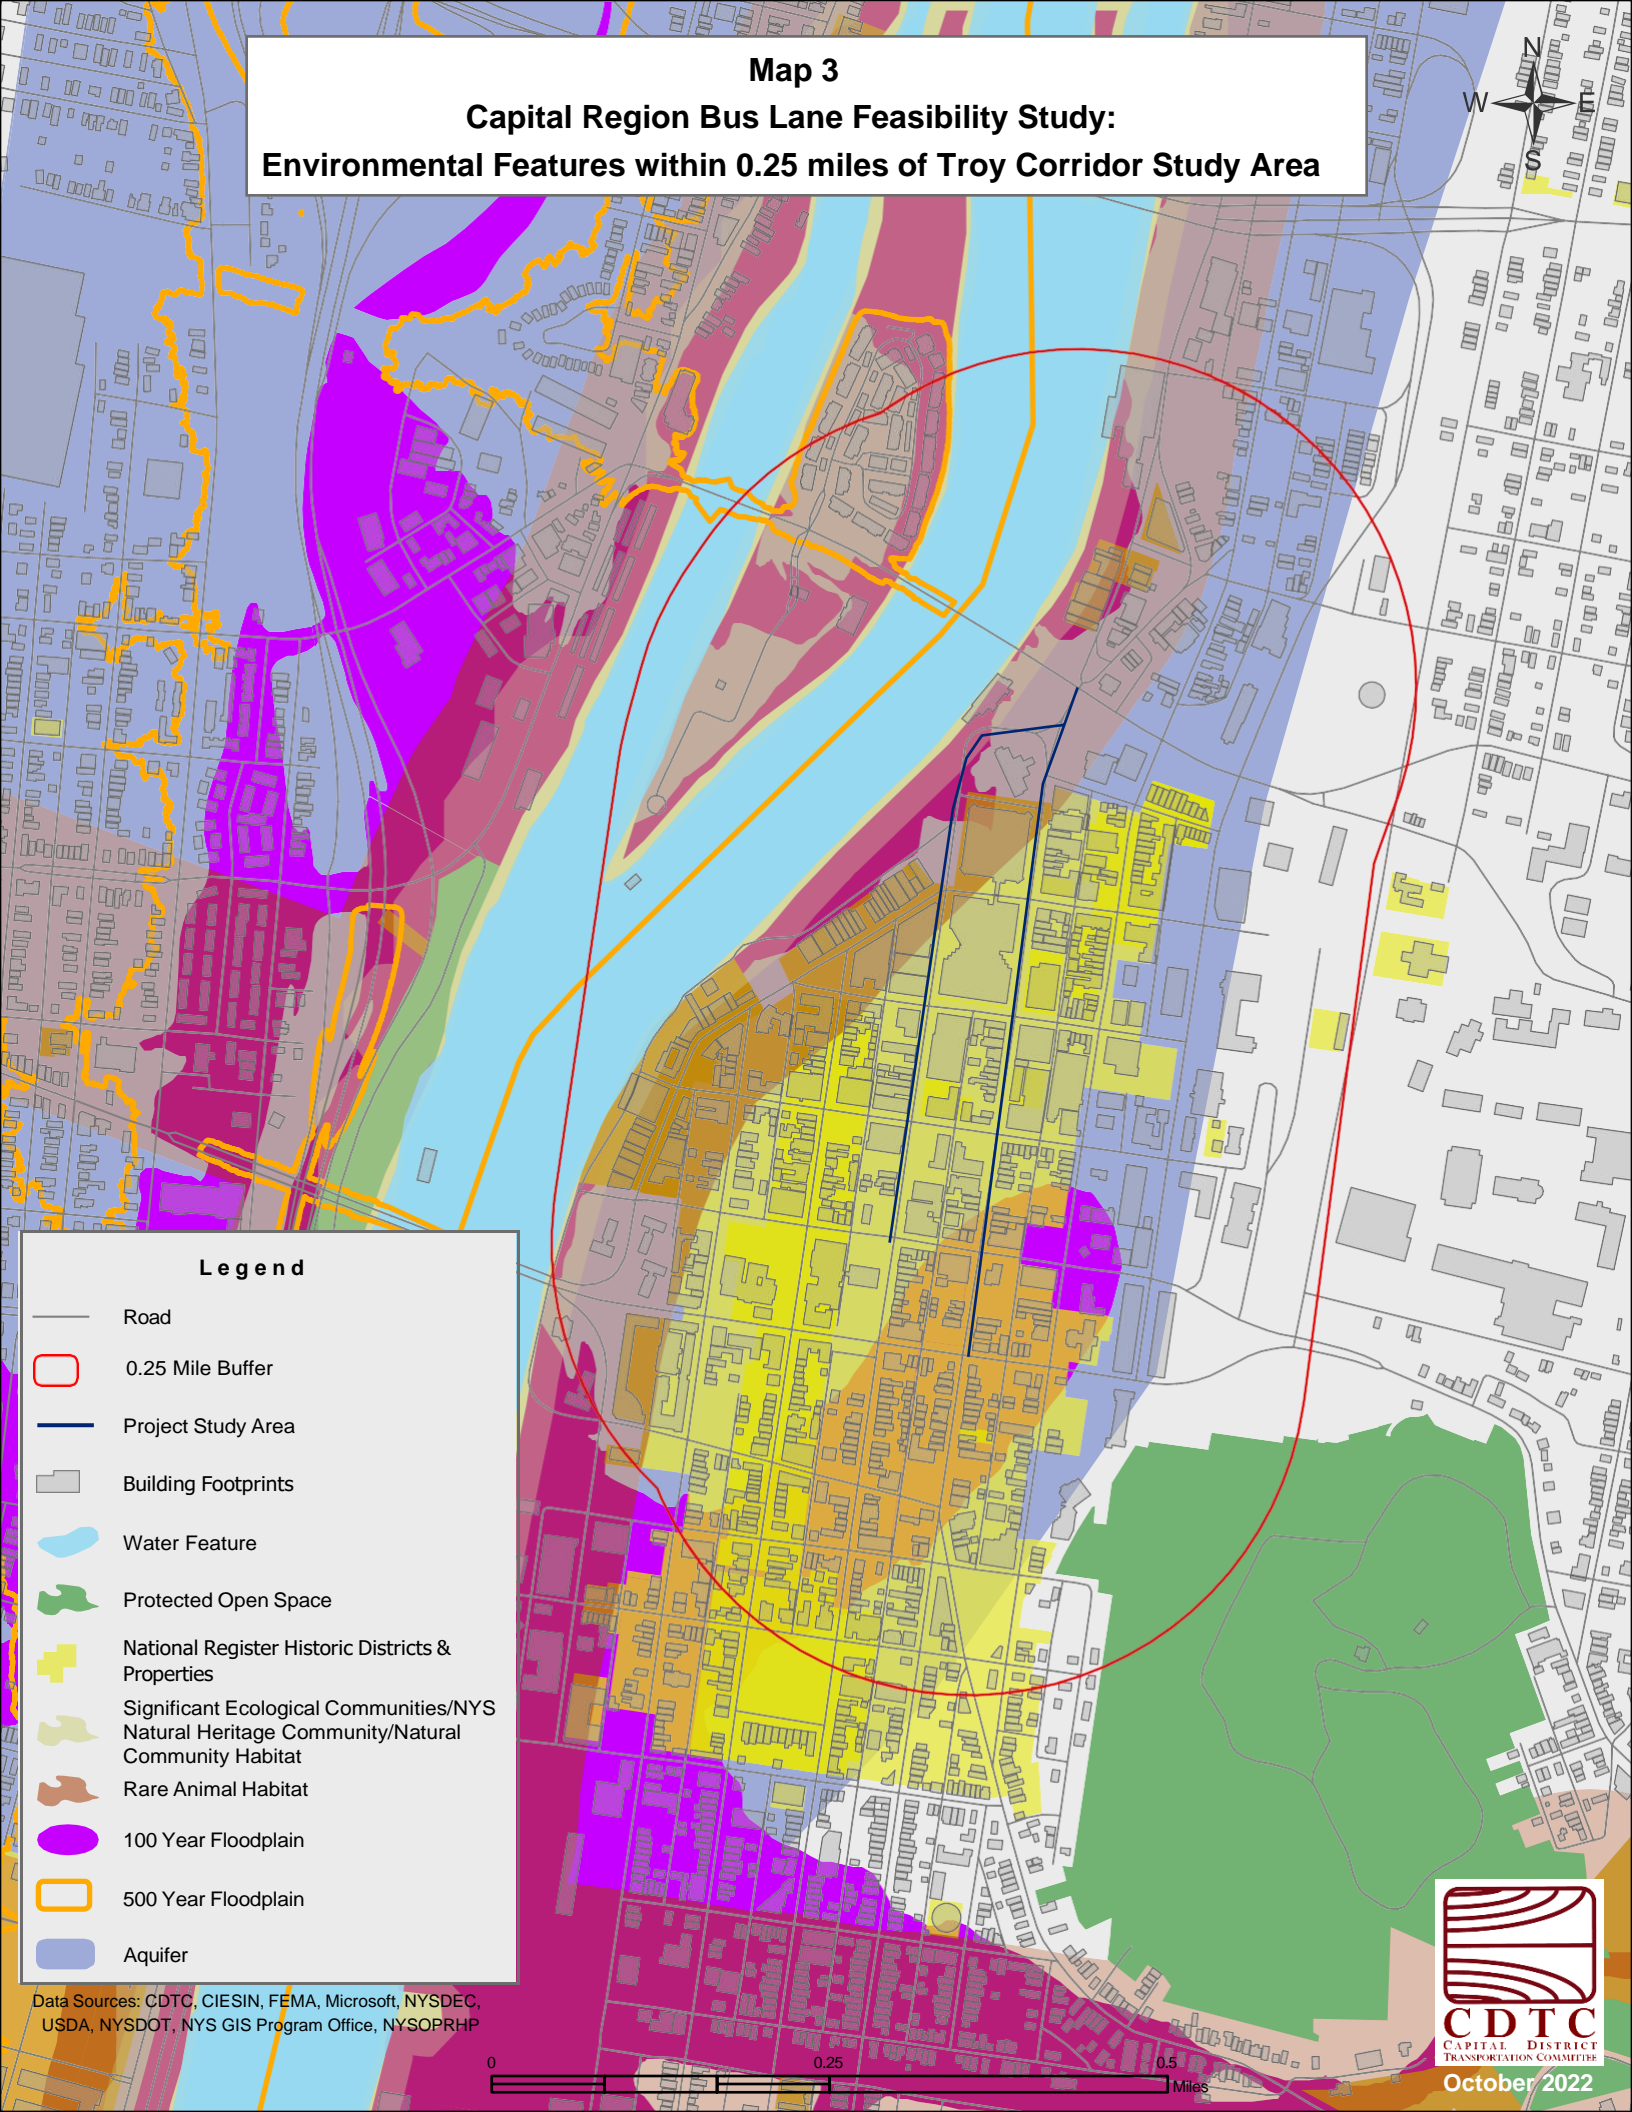 Map 3
Capital Region Bus Lane Feasibility Study:
Environmental Features within 0.25 miles of Troy Corridor Study Area
N
W E
S
Legend
Road
0.25 Mile Buffer
Project Study Area
Building Footprints
Water Feature
Protected Open Space
National Register Historic Districts &
Properties
Significant Ecological Communities/NYS
Natural Heritage Community/Natural
Community Habitat
Rare Animal Habitat
100 Year Floodplain
500 Year Floodplain
Aquifer
Data Sources: CDTC, CIESIN, FEMA, Microsoft, NYSDEC,
USDA, NYSDOT, NYS GIS Program Office, NYSOPRHP
0 0.25 0.5
Miles
CDTC
CAPITAL DISTRICT
TRANSPORTATION COMMITTEE
October 2022